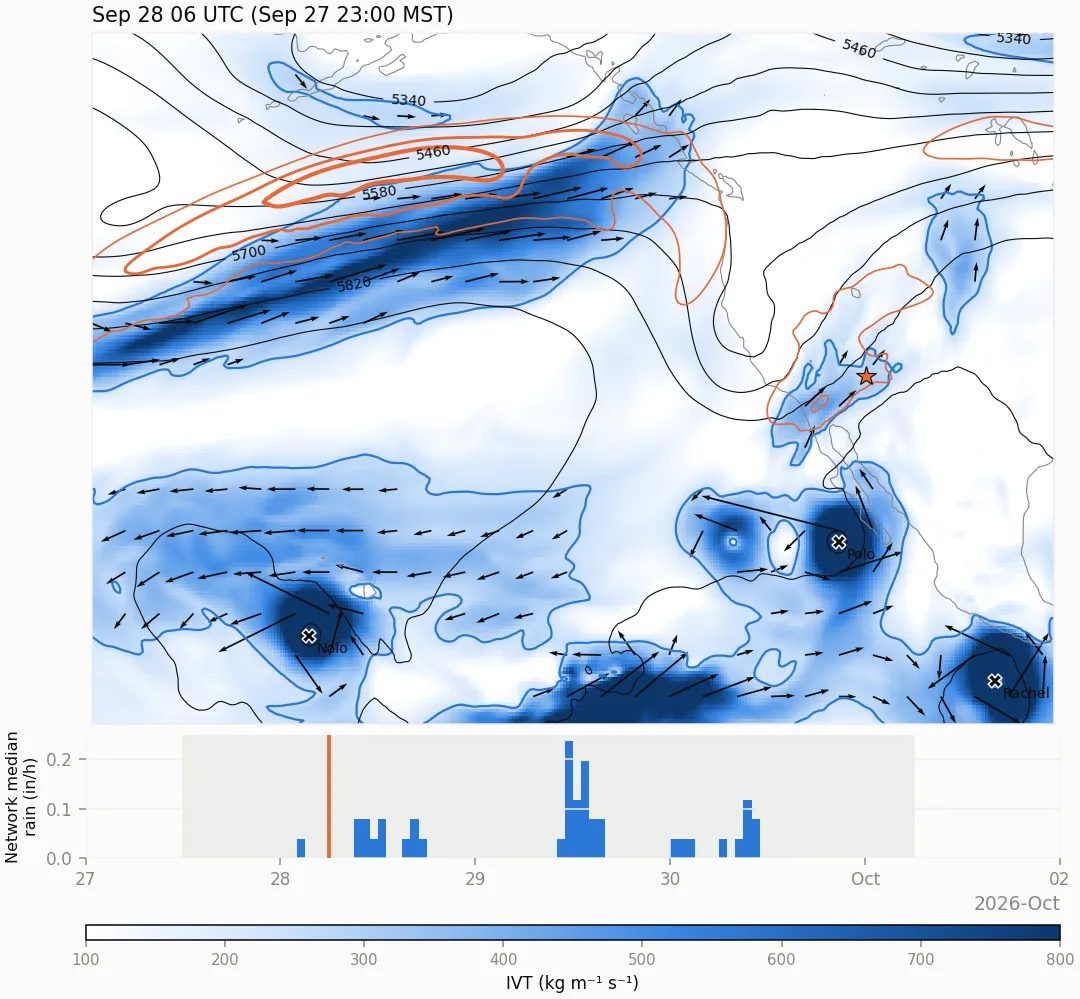 Sep 28 06 UTC (Sep 27 23:00 MST)
5340
5460
5340
5460
5580
5700
5820
Polo
Nolo
Rachel
Network median
rain (in/h)
0.2
0.1
0.0
27
28
29
30
Oct
02
2026-Oct
100
200
300
400
500
600
700
800
IVT (kg m⁻¹ s⁻¹)